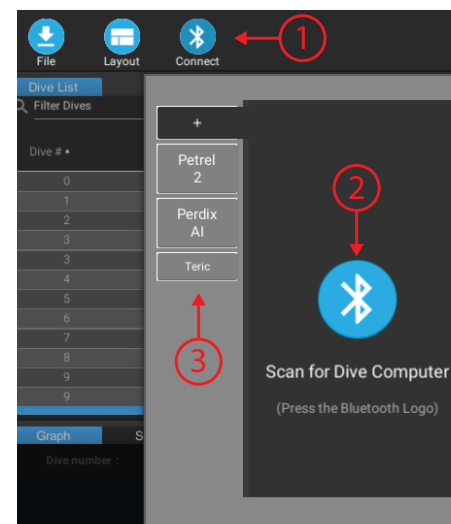 File
Layout
Connect
1
Dive List
Filter Dives
Dive #
0
1
2
3
3
4
5
6
7
8
9
9
Graph
S
Dive number :
+
Petrel
2
Perdix
AI
Teric
3
2
Scan for Dive Computer
(Press the Bluetooth Logo)